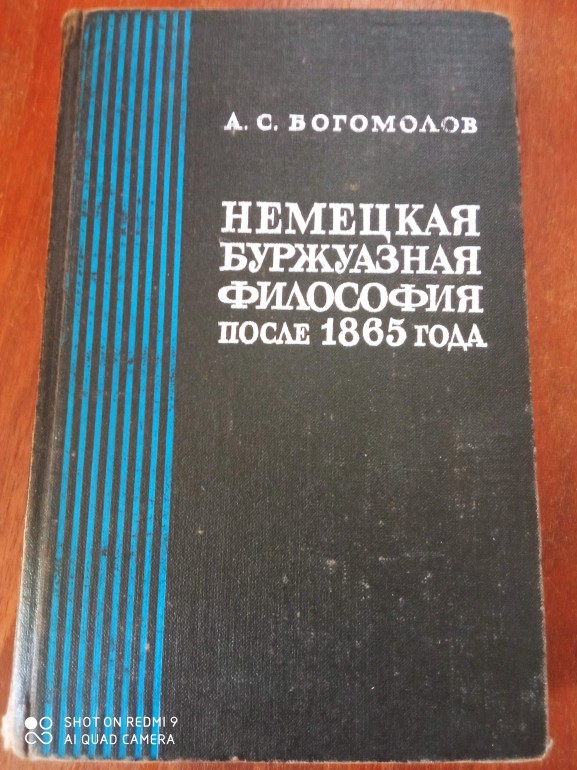 А. С. БОГОМОЛОВ
НЕМЕЦКАЯ
БУРЖУАЗНАЯ
ФИЛОСОФИЯ
ПОСЛЕ 1865 ГОДА
SHOT ON REDMI 9
AI QUAD CAMERA